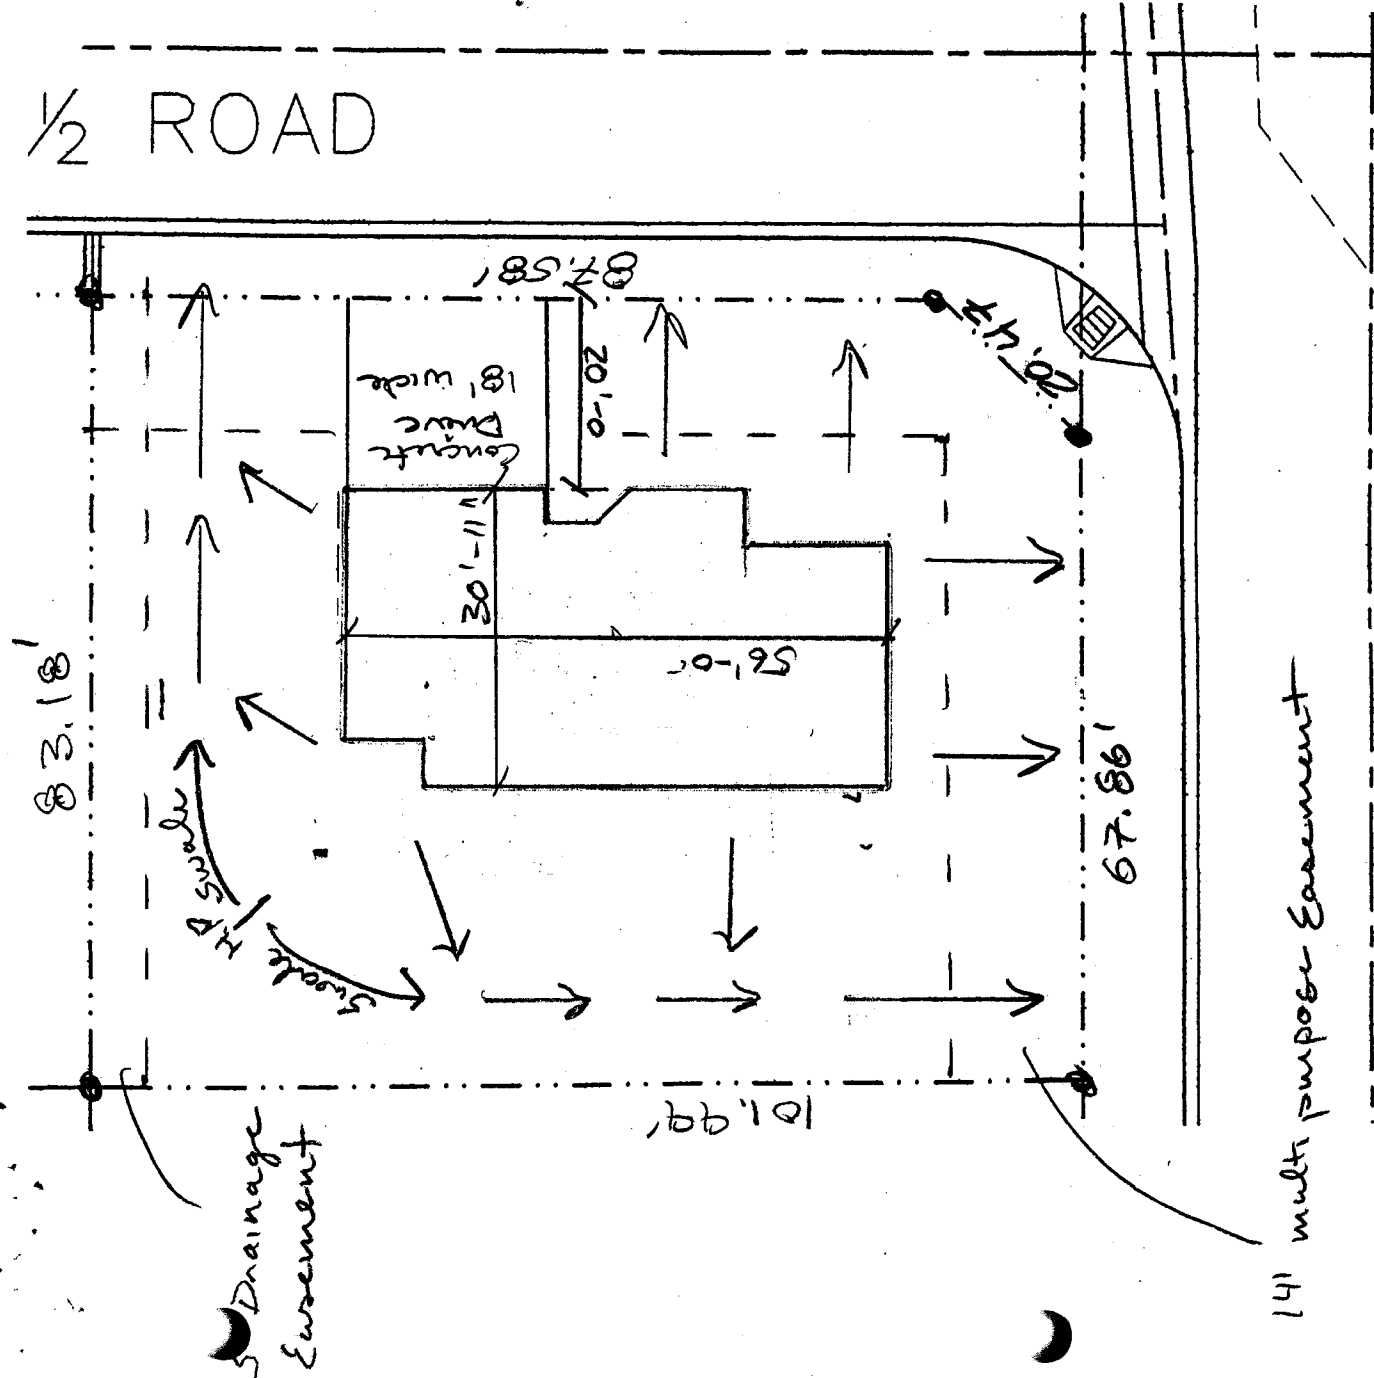 1/2 ROAD
87.58'
20.47
18' wide
Concrete
Drive
20'-0
30'-11"
56'-0"
83.18'
67.86'
Swale
H.P.
Swale
101.99'
5' Drainage
Easement
14' multi purpose Easement